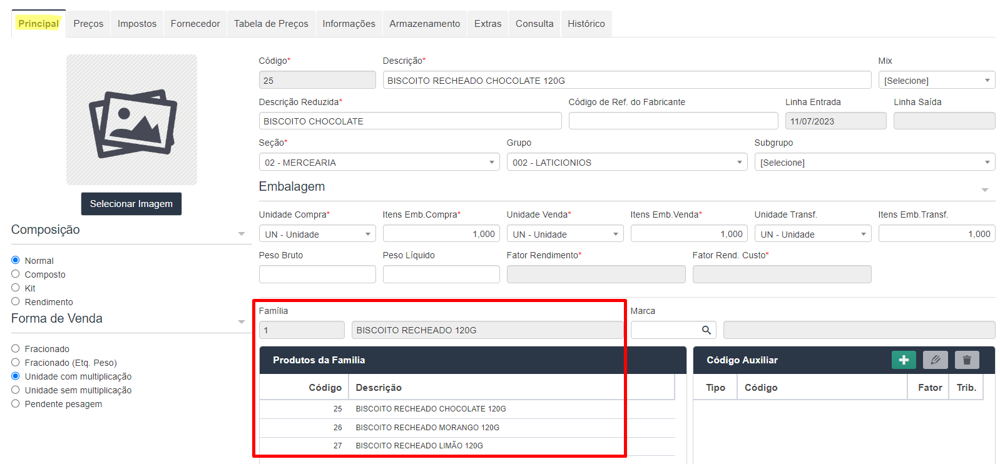 Principal Preços Impostos Fornecedor Tabela de Preços Informações Armazenamento Extras Consulta Histórico
Selecionar Imagem
Composição
Normal
Composto
Kit
Rendimento
Forma de Venda
Fracionado
Fracionado (Etq. Peso)
Unidade com multiplicação
Unidade sem multiplicação
Pendente pesagem
Código* Descrição* Mix
25 BISCOITO RECHEADO CHOCOLATE 120G [Selecione]
Descrição Reduzida* Código de Ref. do Fabricante Linha Entrada Linha Saída
BISCOITO CHOCOLATE 11/07/2023
Seção* Grupo Subgrupo
02 - MERCEARIA 002 - LATICIONIOS [Selecione]
Embalagem
Unidade Compra* Itens Emb.Compra* Unidade Venda* Itens Emb.Venda* Unidade Transf. Itens Emb.Transf.
UN - Unidade 1,000 UN - Unidade 1,000 UN - Unidade 1,000
Peso Bruto Peso Líquido Fator Rendimento* Fator Rend. Custo*
Família Marca
1 BISCOITO RECHEADO 120G
Produtos da Familia
Código Descrição
25 BISCOITO RECHEADO CHOCOLATE 120G
26 BISCOITO RECHEADO MORANGO 120G
27 BISCOITO RECHEADO LIMÃO 120G
Código Auxiliar
Tipo Código Fator Trib.